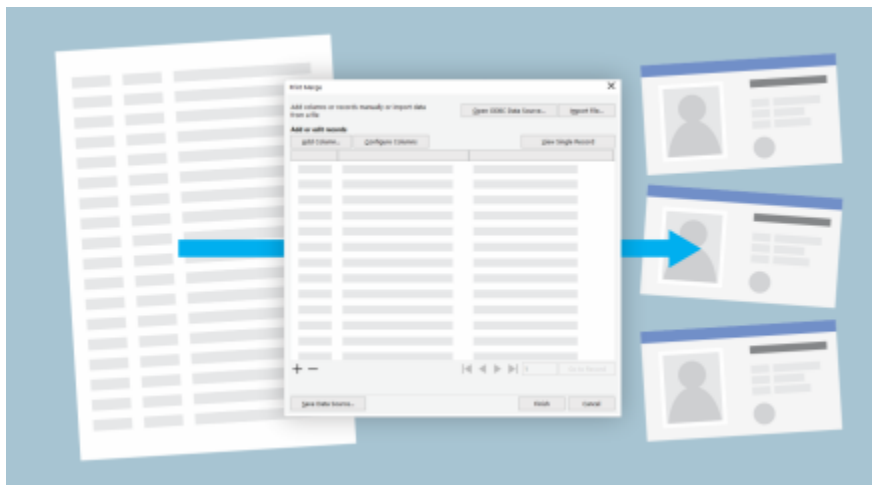 Print Merge
Add columns or records manually or import data
from a file
Open ODBC Data Source...
Import File...
Add or edit records
Add Column...
Configure Columns
View Single Record
Save Data Source...
Finish
Cancel